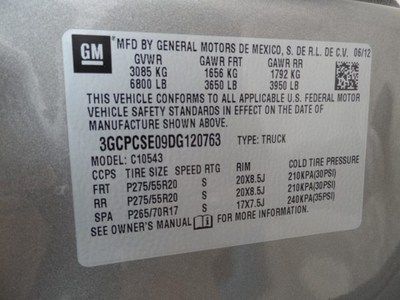 GM
MFD BY GENERAL MOTORS DE MEXICO, S. DE R.L. DE C.V. 06/12
GVWR GAWR FRT GAWR RR
3085 KG 1656 KG 1792 KG
6800 LB 3650 LB 3950 LB
THIS VEHICLE CONFORMS TO ALL APPLICABLE U.S. FEDERAL MOTOR
VEHICLE SAFETY STANDARDS IN EFFECT ON THE DATE OF
MANUFACTURE SHOWN ABOVE.
3GCPCSE09DG120763 TYPE: TRUCK
MODEL: C10543
CCPS TIRE SIZE SPEED RTG RIM COLD TIRE PRESSURE
FRT P275/55R20 S 20X8.5J 210KPA(30PSI)
RR P275/55R20 S 20X8.5J 210KPA(30PSI)
SPA P265/70R17 S 17X7.5J 240KPA(35PSI)
SEE OWNER'S MANUAL FOR MORE INFORMATION.